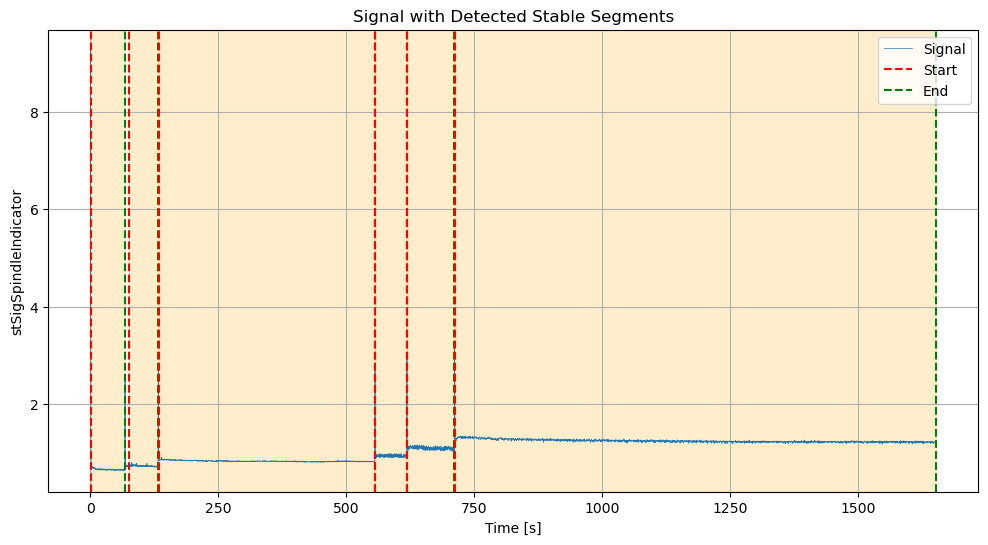 Signal with Detected Stable Segments
Signal
Start
End
stSigSpindleIndicator
8
6
4
2
0
250
500
750
1000
1250
1500
Time [s]